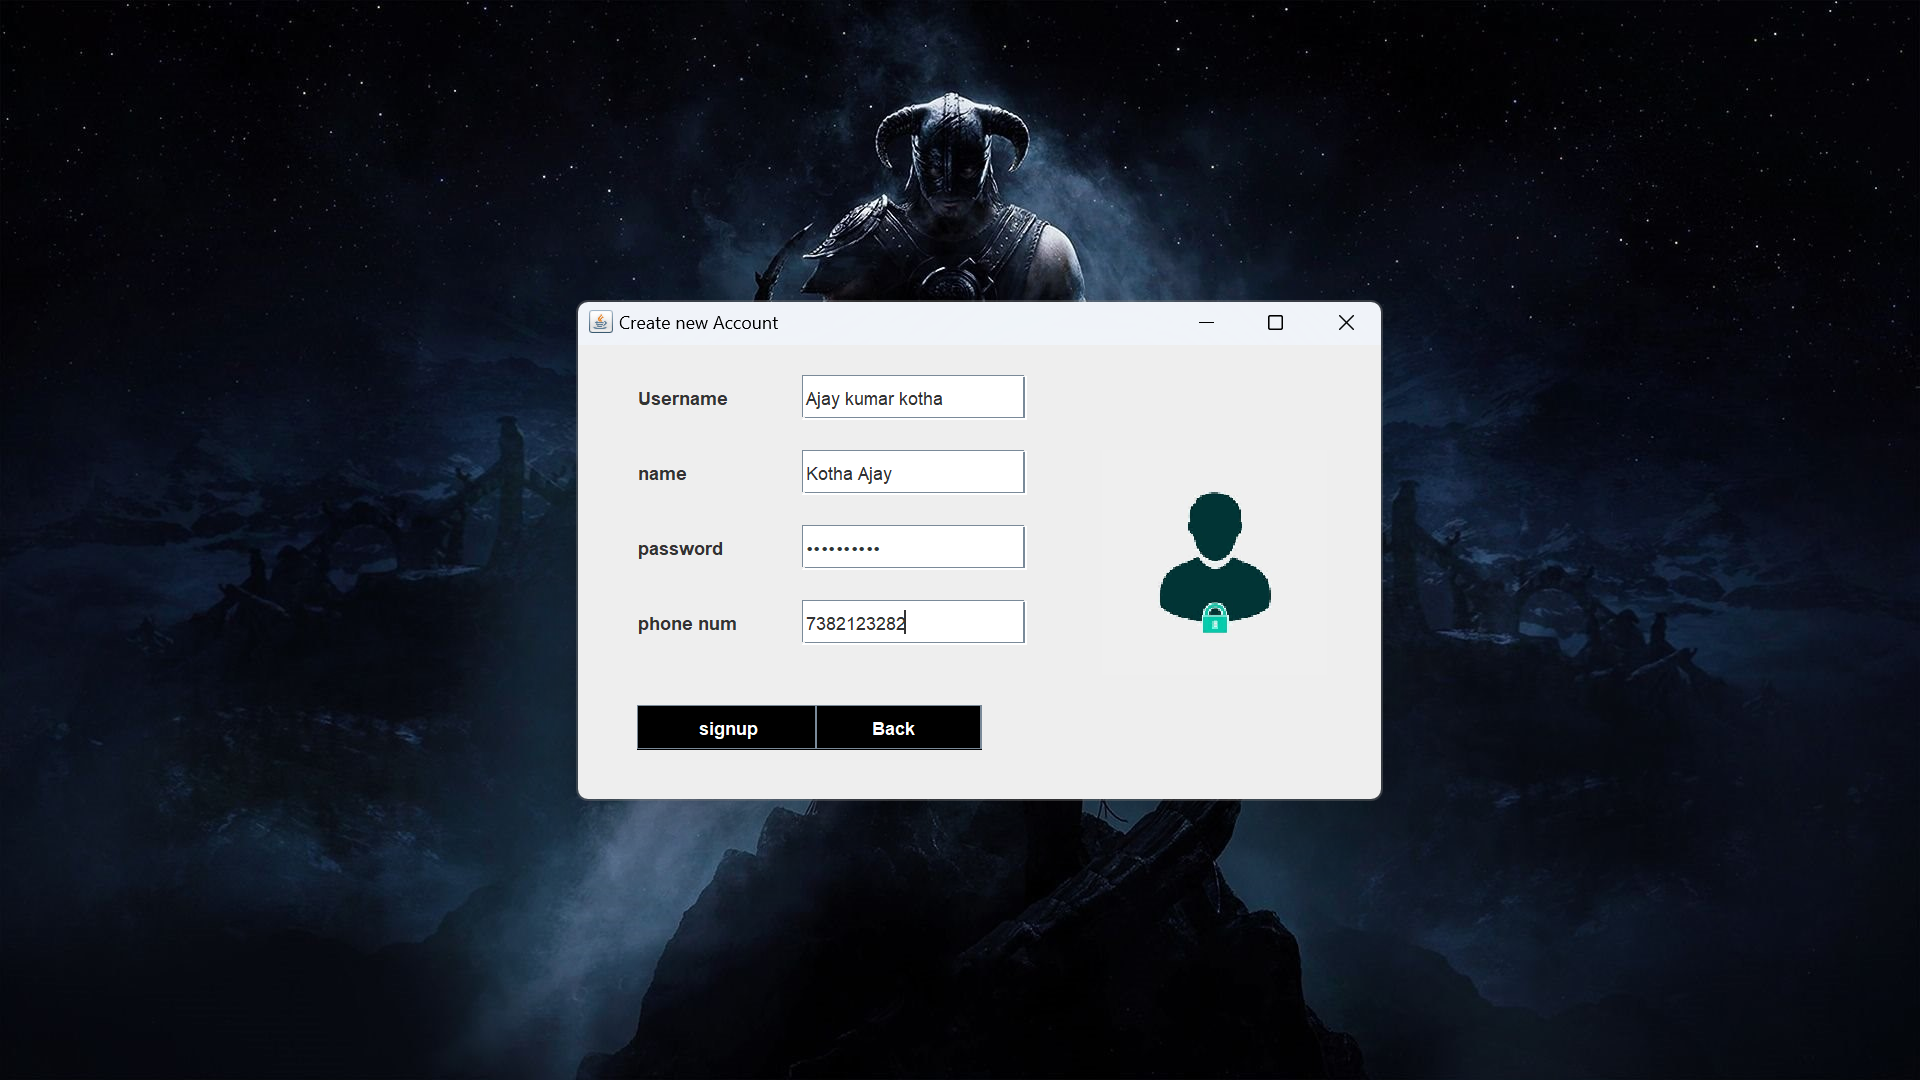 Create new Account
Username Ajay kumar kotha
name Kotha Ajay
password ••••••••••
phone num 7382123282
signup Back